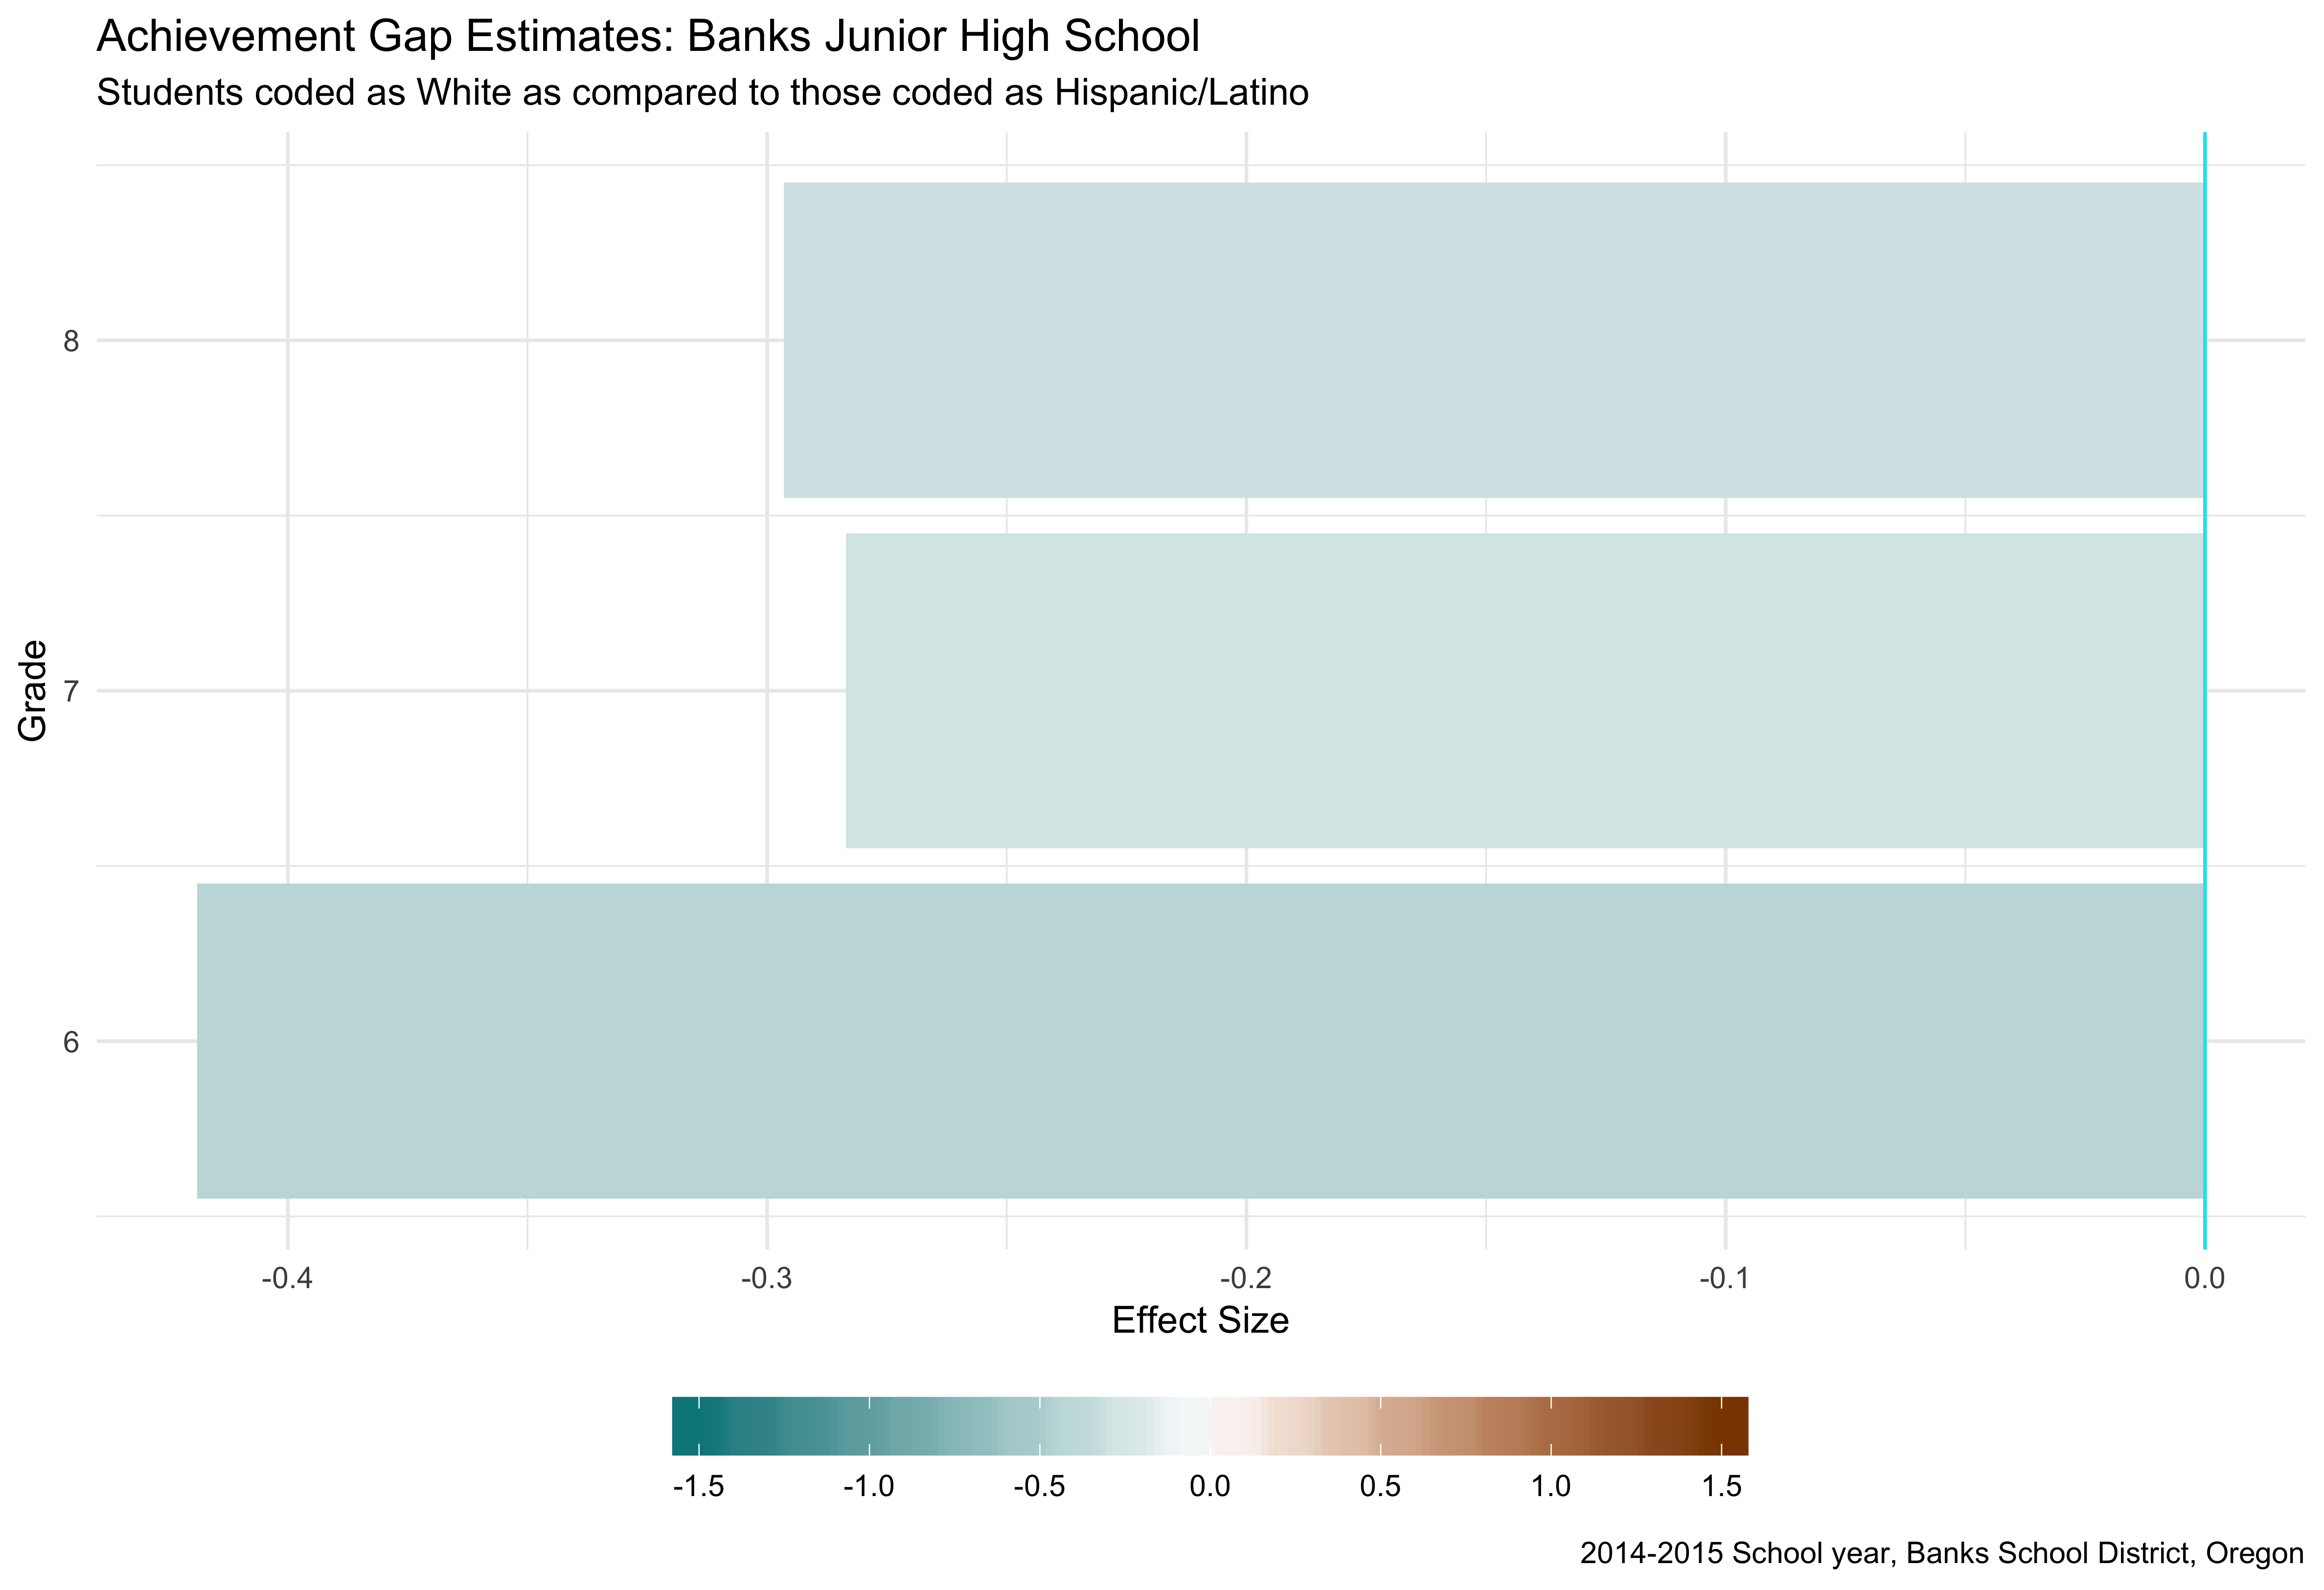 Achievement Gap Estimates: Banks Junior High School
Students coded as White as compared to those coded as Hispanic/Latino
8
7
6
Grade
-0.4 -0.3 -0.2 -0.1 0.0
Effect Size
-1.5 -1.0 -0.5 0.0 0.5 1.0 1.5
2014-2015 School year, Banks School District, Oregon